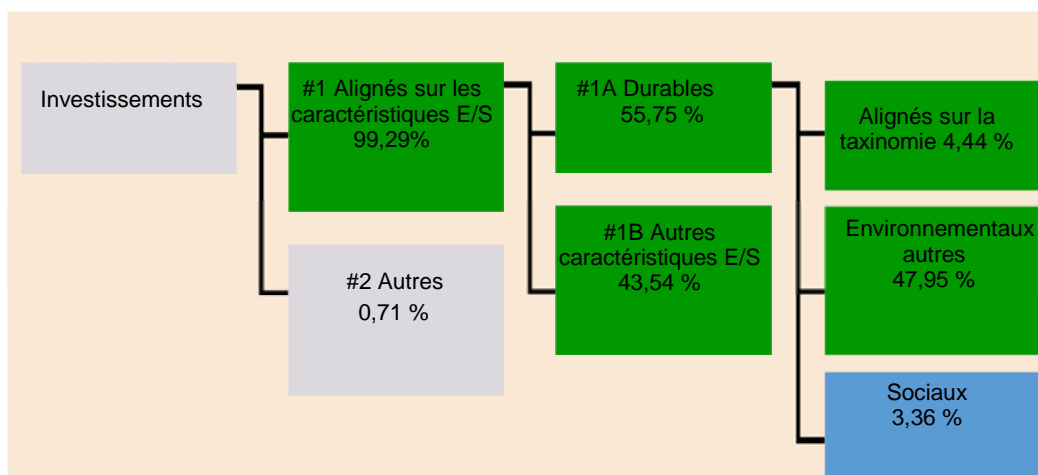 Investissements
#1 Alignés sur les
caractéristiques E/S
99,29%
#2 Autres
0,71 %
#1A Durables
55,75 %
#1B Autres
caractéristiques E/S
43,54 %
Alignés sur la
taxinomie 4,44 %
Environnementaux
autres
47,95 %
Sociaux
3,36 %